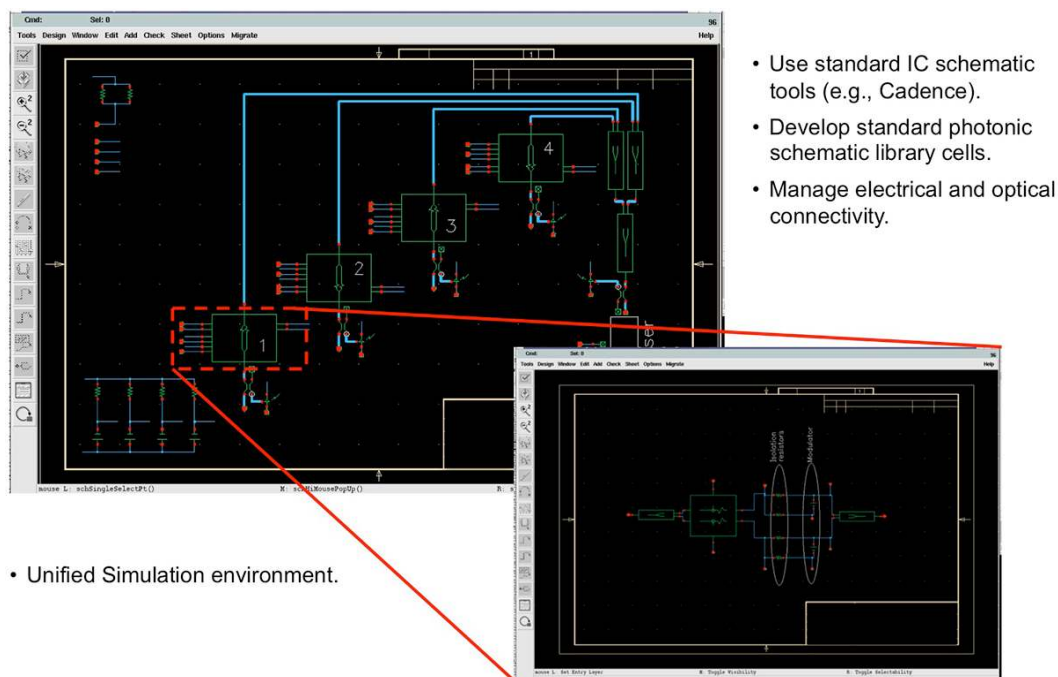 Cmd: Sel: 0 96
Tools Design Window Edit Add Check Sheet Options Migrate Help
1
• Use standard IC schematic
tools (e.g., Cadence).
• Develop standard photonic
schematic library cells.
• Manage electrical and optical
connectivity.
4
3
2
1
Cmd: Sel: 0 96
Tools Design Window Edit Add Check Sheet Options Migrate Help
Isolation
resistors
Modulator
mouse L: schSingleSelectPt() M: schHiMousePopUp() R:
• Unified Simulation environment.
mouse L: Set Entry Layer M: Toggle Visibility R: Toggle Selectability